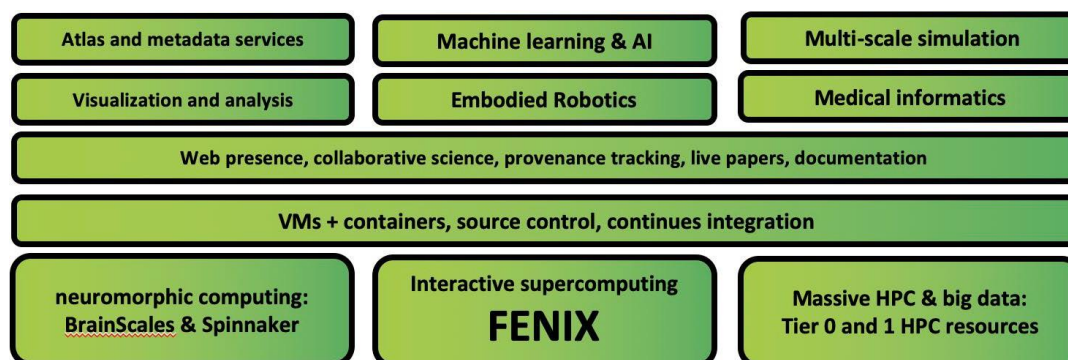 Atlas and metadata services
Machine learning & AI
Multi-scale simulation
Visualization and analysis
Embodied Robotics
Medical informatics
Web presence, collaborative science, provenance tracking, live papers, documentation
VMs + containers, source control, continues integration
neuromorphic computing:
BrainScales & Spinnaker
Interactive supercomputing
FENIX
Massive HPC & big data:
Tier 0 and 1 HPC resources